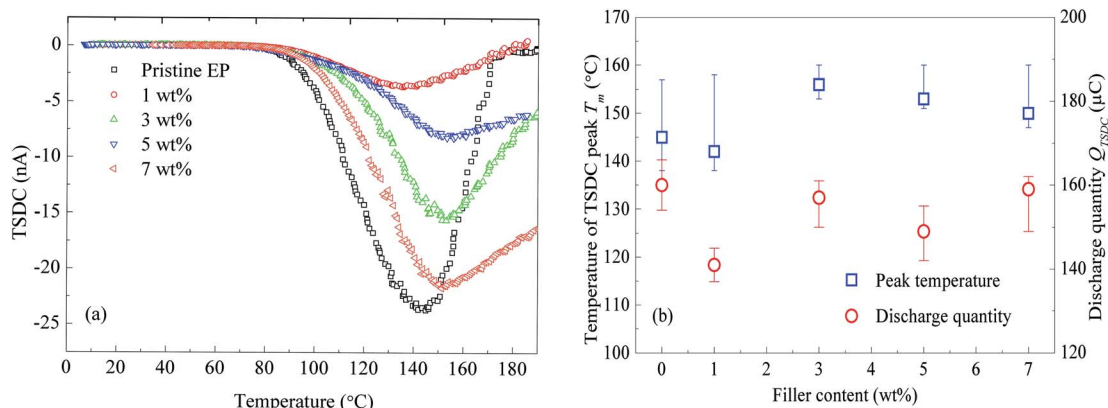 (a)
TSDC (nA)
0
-5
-10
-15
-20
-25
Pristine EP
1 wt%
3 wt%
5 wt%
7 wt%
0 20 40 60 80 100 120 140 160 180
Temperature (°C)
(a)
Temperature of TSDC peak Tm (°C)
170
160
150
140
130
120
110
100
Peak temperature
Discharge quantity
(b)
0 1 2 3 4 5 6 7
Filler content (wt%)
200
180
160
140
120
Discharge quantity QTSDC (μC)